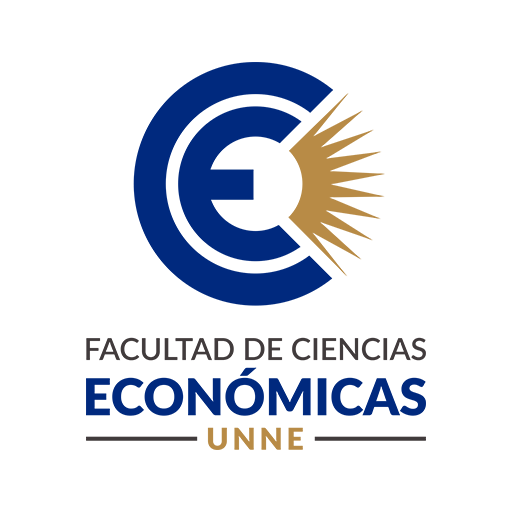 FACULTAD DE CIENCIAS
ECONÓMICAS
UNNE